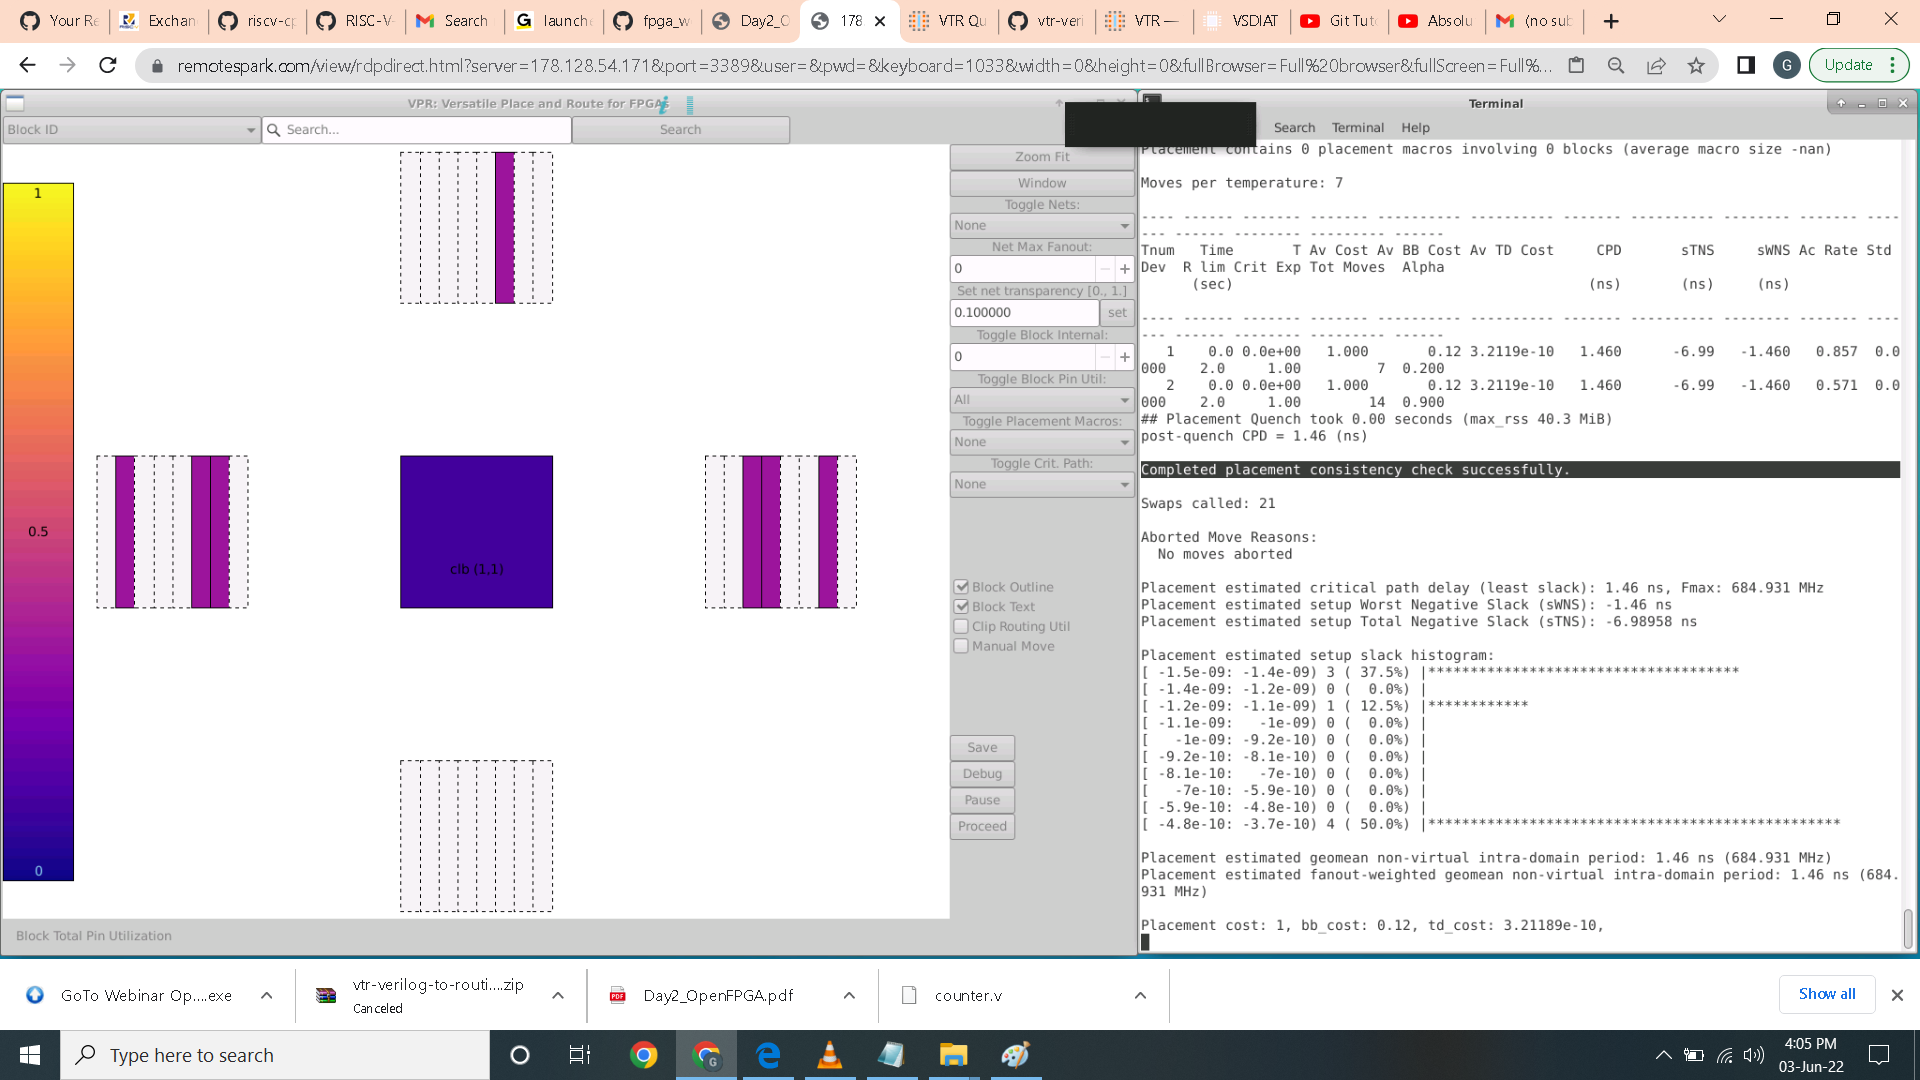 Your Re
Exchan
riscv-cp
RISC-V-
Search
launche
fpga_w
Day2_O
178
VTR Qu
vtr-veri
VTR —
VSDIAT
Git Tuto
Absolu
(no sub
remotespark.com/view/rdpdirect.html?server=178.128.54.171&port=3389&user=&pwd=&keyboard=1033&width=0&height=0&fullBrowser=Full%20browser&fullScreen=Full%...
G
Update
VPR: Versatile Place and Route for FPGAs
Block ID
Search...
Search
Zoom Fit
Window
Toggle Nets:
None
Net Max Fanout:
0
Set net transparency [0., 1.]
0.100000
set
Toggle Block Internal:
0
Toggle Block Pin Util:
All
Toggle Placement Macros:
None
Toggle Crit. Path:
None
Block Outline
Block Text
Clip Routing Util
Manual Move
Save
Debug
Pause
Proceed
1
0.5
0
clb (1,1)
Block Total Pin Utilization
Terminal
Search Terminal Help
Placement contains 0 placement macros involving 0 blocks (average macro size -nan)
Moves per temperature: 7
---- ------ ------- ------- ---------- ---------- ------- ---------- -------- ------- ----
--- ------ -------- --------- ------
Tnum Time T Av Cost Av BB Cost Av TD Cost CPD sTNS sWNS Ac Rate Std
Dev R lim Crit Exp Tot Moves Alpha
(sec) (ns) (ns) (ns)
---- ------ ------- ------- ---------- ---------- ------- ---------- -------- ------- ----
--- ------ -------- --------- ------
1 0.0 0.0e+00 1.000 0.12 3.2119e-10 1.460 -6.99 -1.460 0.857 0.0
000 2.0 1.00 7 0.200
2 0.0 0.0e+00 1.000 0.12 3.2119e-10 1.460 -6.99 -1.460 0.571 0.0
000 2.0 1.00 14 0.900
## Placement Quench took 0.00 seconds (max_rss 40.3 MiB)
post-quench CPD = 1.46 (ns)
Completed placement consistency check successfully.
Swaps called: 21
Aborted Move Reasons:
No moves aborted
Placement estimated critical path delay (least slack): 1.46 ns, Fmax: 684.931 MHz
Placement estimated setup Worst Negative Slack (sWNS): -1.46 ns
Placement estimated setup Total Negative Slack (sTNS): -6.98958 ns
Placement estimated setup slack histogram:
[ -1.5e-09: -1.4e-09) 3 ( 37.5%) |*************************************
[ -1.4e-09: -1.2e-09) 0 ( 0.0%) |
[ -1.2e-09: -1.1e-09) 1 ( 12.5%) |************
[ -1.1e-09: -1e-09) 0 ( 0.0%) |
[ -1e-09: -9.2e-10) 0 ( 0.0%) |
[ -9.2e-10: -8.1e-10) 0 ( 0.0%) |
[ -8.1e-10: -7e-10) 0 ( 0.0%) |
[ -7e-10: -5.9e-10) 0 ( 0.0%) |
[ -5.9e-10: -4.8e-10) 0 ( 0.0%) |
[ -4.8e-10: -3.7e-10) 4 ( 50.0%) |*************************************************
Placement estimated geomean non-virtual intra-domain period: 1.46 ns (684.931 MHz)
Placement estimated fanout-weighted geomean non-virtual intra-domain period: 1.46 ns (684.
931 MHz)
Placement cost: 1, bb_cost: 0.12, td_cost: 3.21189e-10,
GoTo Webinar Op....exe
vtr-verilog-to-routi....zip
Canceled
Day2_OpenFPGA.pdf
counter.v
Show all
Type here to search
4:05 PM
03-Jun-22